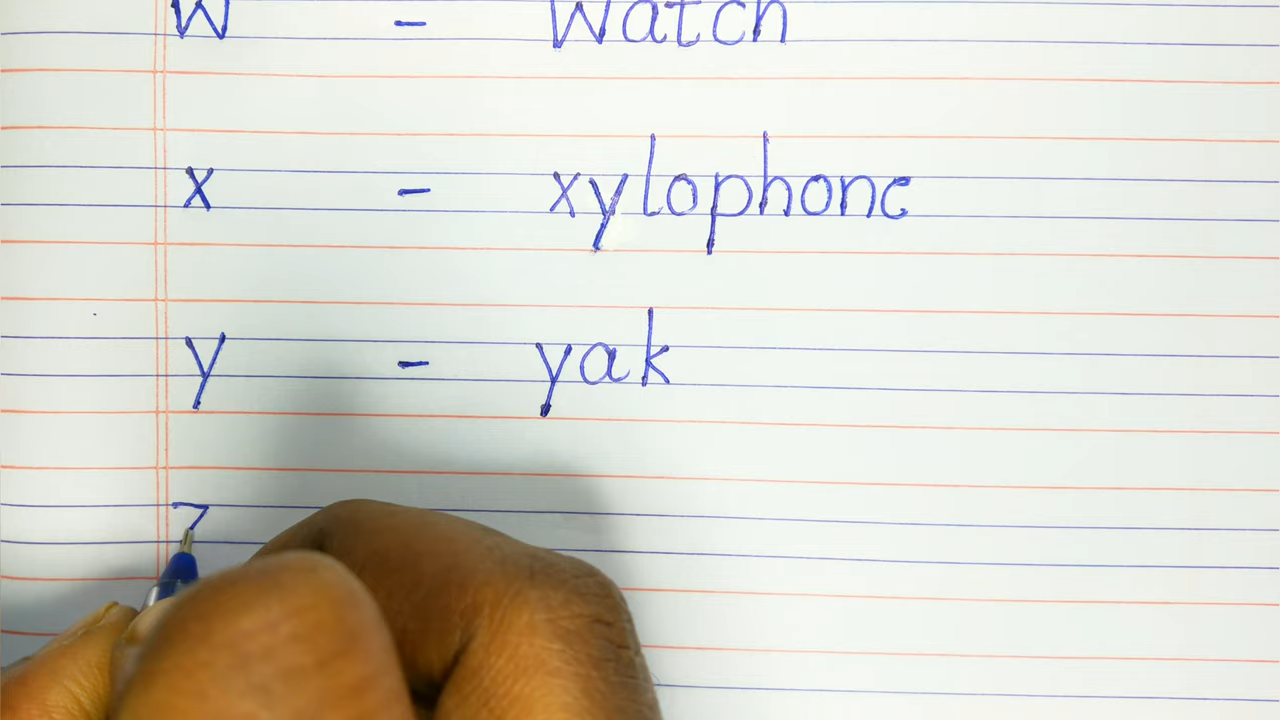 W - Watch
x - xylophone
y - yak